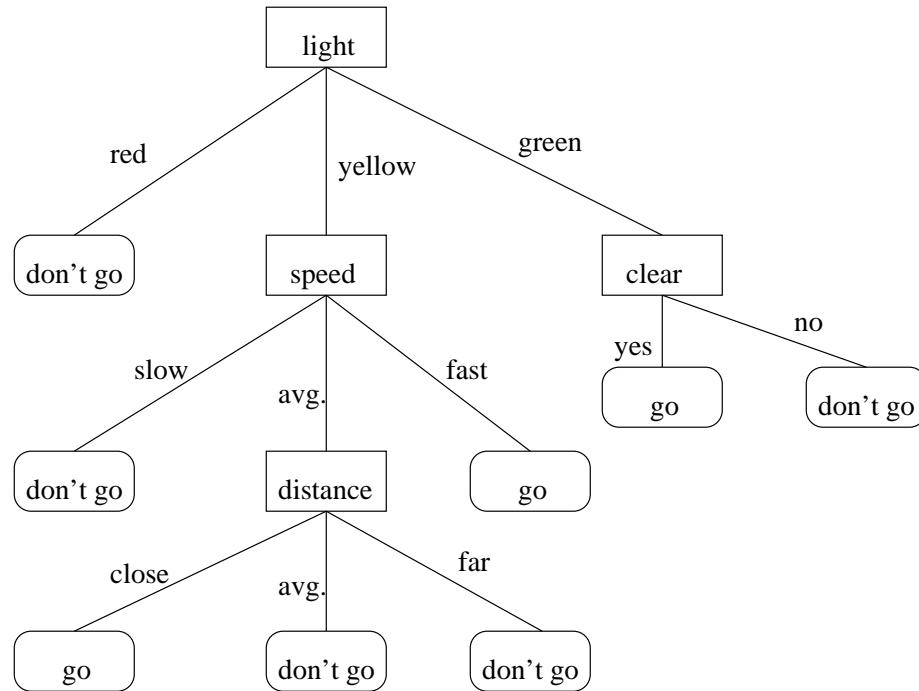 light
red
yellow
green
don’t go
speed
clear
slow
avg.
fast
yes
no
go
don’t go
don’t go
distance
go
close
avg.
far
go
don’t go
don’t go